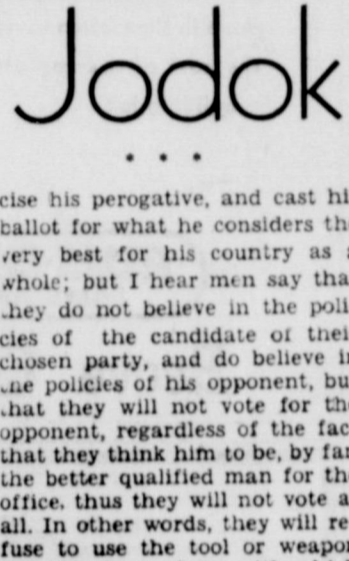 Jodok
• • •
cise his perogative, and cast hi
ballot for what he considers th
very best for his country as
whole; but I hear men say tha
they do not believe in the poli
cies of the candidate of thei
chosen party, and do believe i
the policies of his opponent, bu
that they will not vote for th
opponent, regardless of the fac
that they think him to be, by fa
the better qualified man for th
office. thus they will not vote a
all. In other words, they will re
fuse to use the tool or weapo